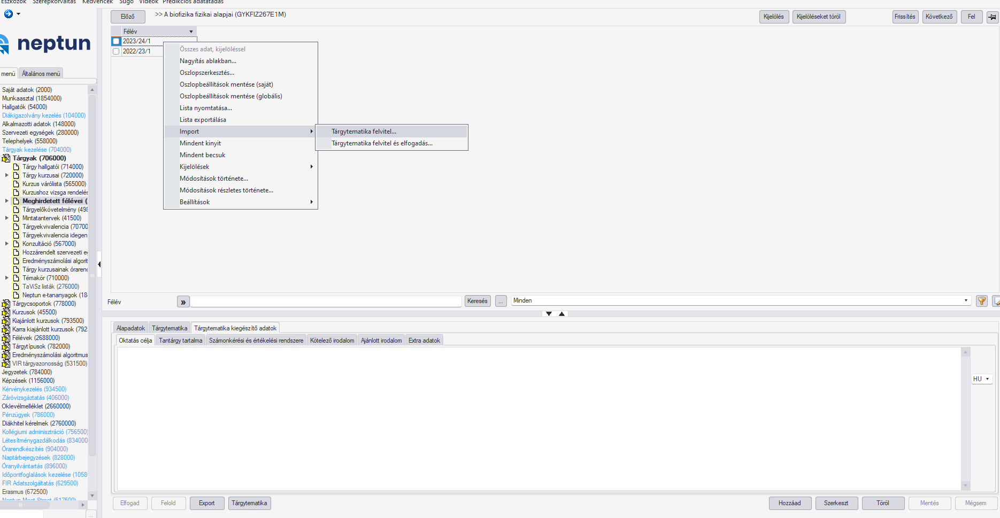 Eszközök Szerepkörváltás Kedvencek Súgó Videók Predikciós adatátadás
Előző >> A biofizika fizikai alapjai (GYKFIZ267E1M) Kijelölés Kijelöléseket töröl Frissítés Következő Fel
neptun
menü Általános menü
Saját adatok (2000)
Munkaasztal (1854000)
Hallgatók (54000)
Diákigazolvány kezelés (104000)
Alkalmazotti adatok (148000)
Szervezeti egységek (280000)
Telephelyek (558000)
Tárgyak kezelése (704000)
Tárgyak (706000)
Tárgy hallgatói (714000)
Tárgy kurzusai (720000)
Kurzus várólista (565000)
Kurzushoz vizsga rendelés
Meghirdetett félévei (
Tárgyelőkövetelmény (498
Mintatantervek (41500)
Tárgyekvivalencia (70700
Tárgyekvivalencia idegen
Konzultáció (567000)
Hozzárendelt szervezeti e
Eredményszámolási algorit
Tárgy kurzusainak órarend
Témakör (710000)
TaViSz listák (276000)
Neptun e-tananyagok (18
Tárgycsoportok (778000)
Kurzusok (45500)
Kiajánlott kurzusok (793500)
Karra kiajánlott kurzusok (792
Félévek (2688000)
Tárgytípusok (782000)
Eredményszámolási algoritmus
VIR tárgyazonosság (531500)
Jegyzetek (784000)
Képzések (1156000)
Kérvénykezelés (934500)
Záróvizsgáztatás (406000)
Oklevélmelléklet (2660000)
Pénzügyek (786000)
Diákhitel kérelmek (2760000)
Kollégiumi adminisztráció (756500)
Létesítménygazdálkodás (834000
Órarendkészítés (904000)
Naptárbejegyzések (828000)
Óranyilvántartás (896000)
Időpontfoglalások kezelése (1058
FIR Adatszolgáltatás (629500)
Erasmus (672500)
Neptun Meet Street (517500)
...
Félév
2023/24/1
2022/23/1
Összes adat, kijelöléssel
Nagyítás ablakban...
Oszlopszerkesztés...
Oszlopbeállítások mentése (saját)
Oszlopbeállítások mentése (globális)
Lista nyomtatása...
Lista exportálása
Import
Mindent kinyit
Mindent becsuk
Kijelölések
Módosítások története...
Módosítások részletes története...
Beállítások
Tárgytematika felvitel...
Tárgytematika felvitel és elfogadás...
Félév » Keresés ... Minden
Alapadatok Tárgytematika Tárgytematika kiegészítő adatok
Oktatás célja Tantárgy tartalma Számonkérési és értékelési rendszere Kötelező irodalom Ajánlott irodalom Extra adatok
HU
Elfogad Felold Export Tárgytematika Hozzáad Szerkeszt Töröl Mentés Mégsem